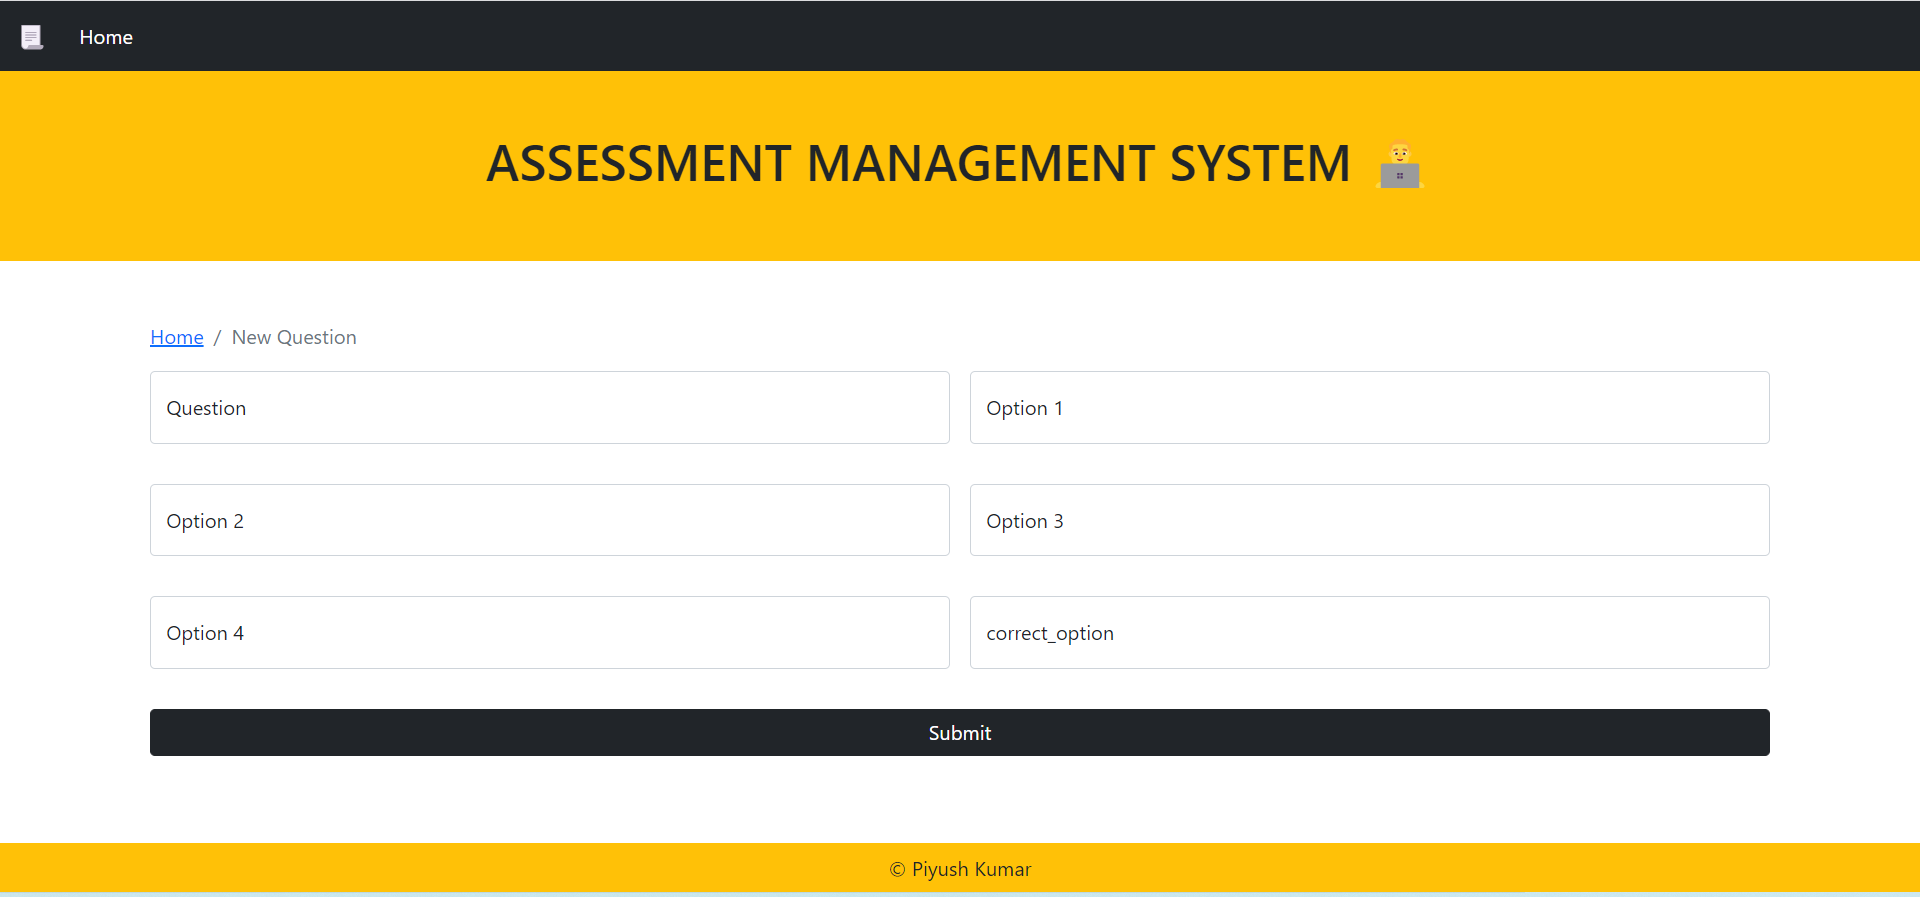 Home
ASSESSMENT MANAGEMENT SYSTEM
Home / New Question
Question
Option 1
Option 2
Option 3
Option 4
correct_option
Submit
© Piyush Kumar